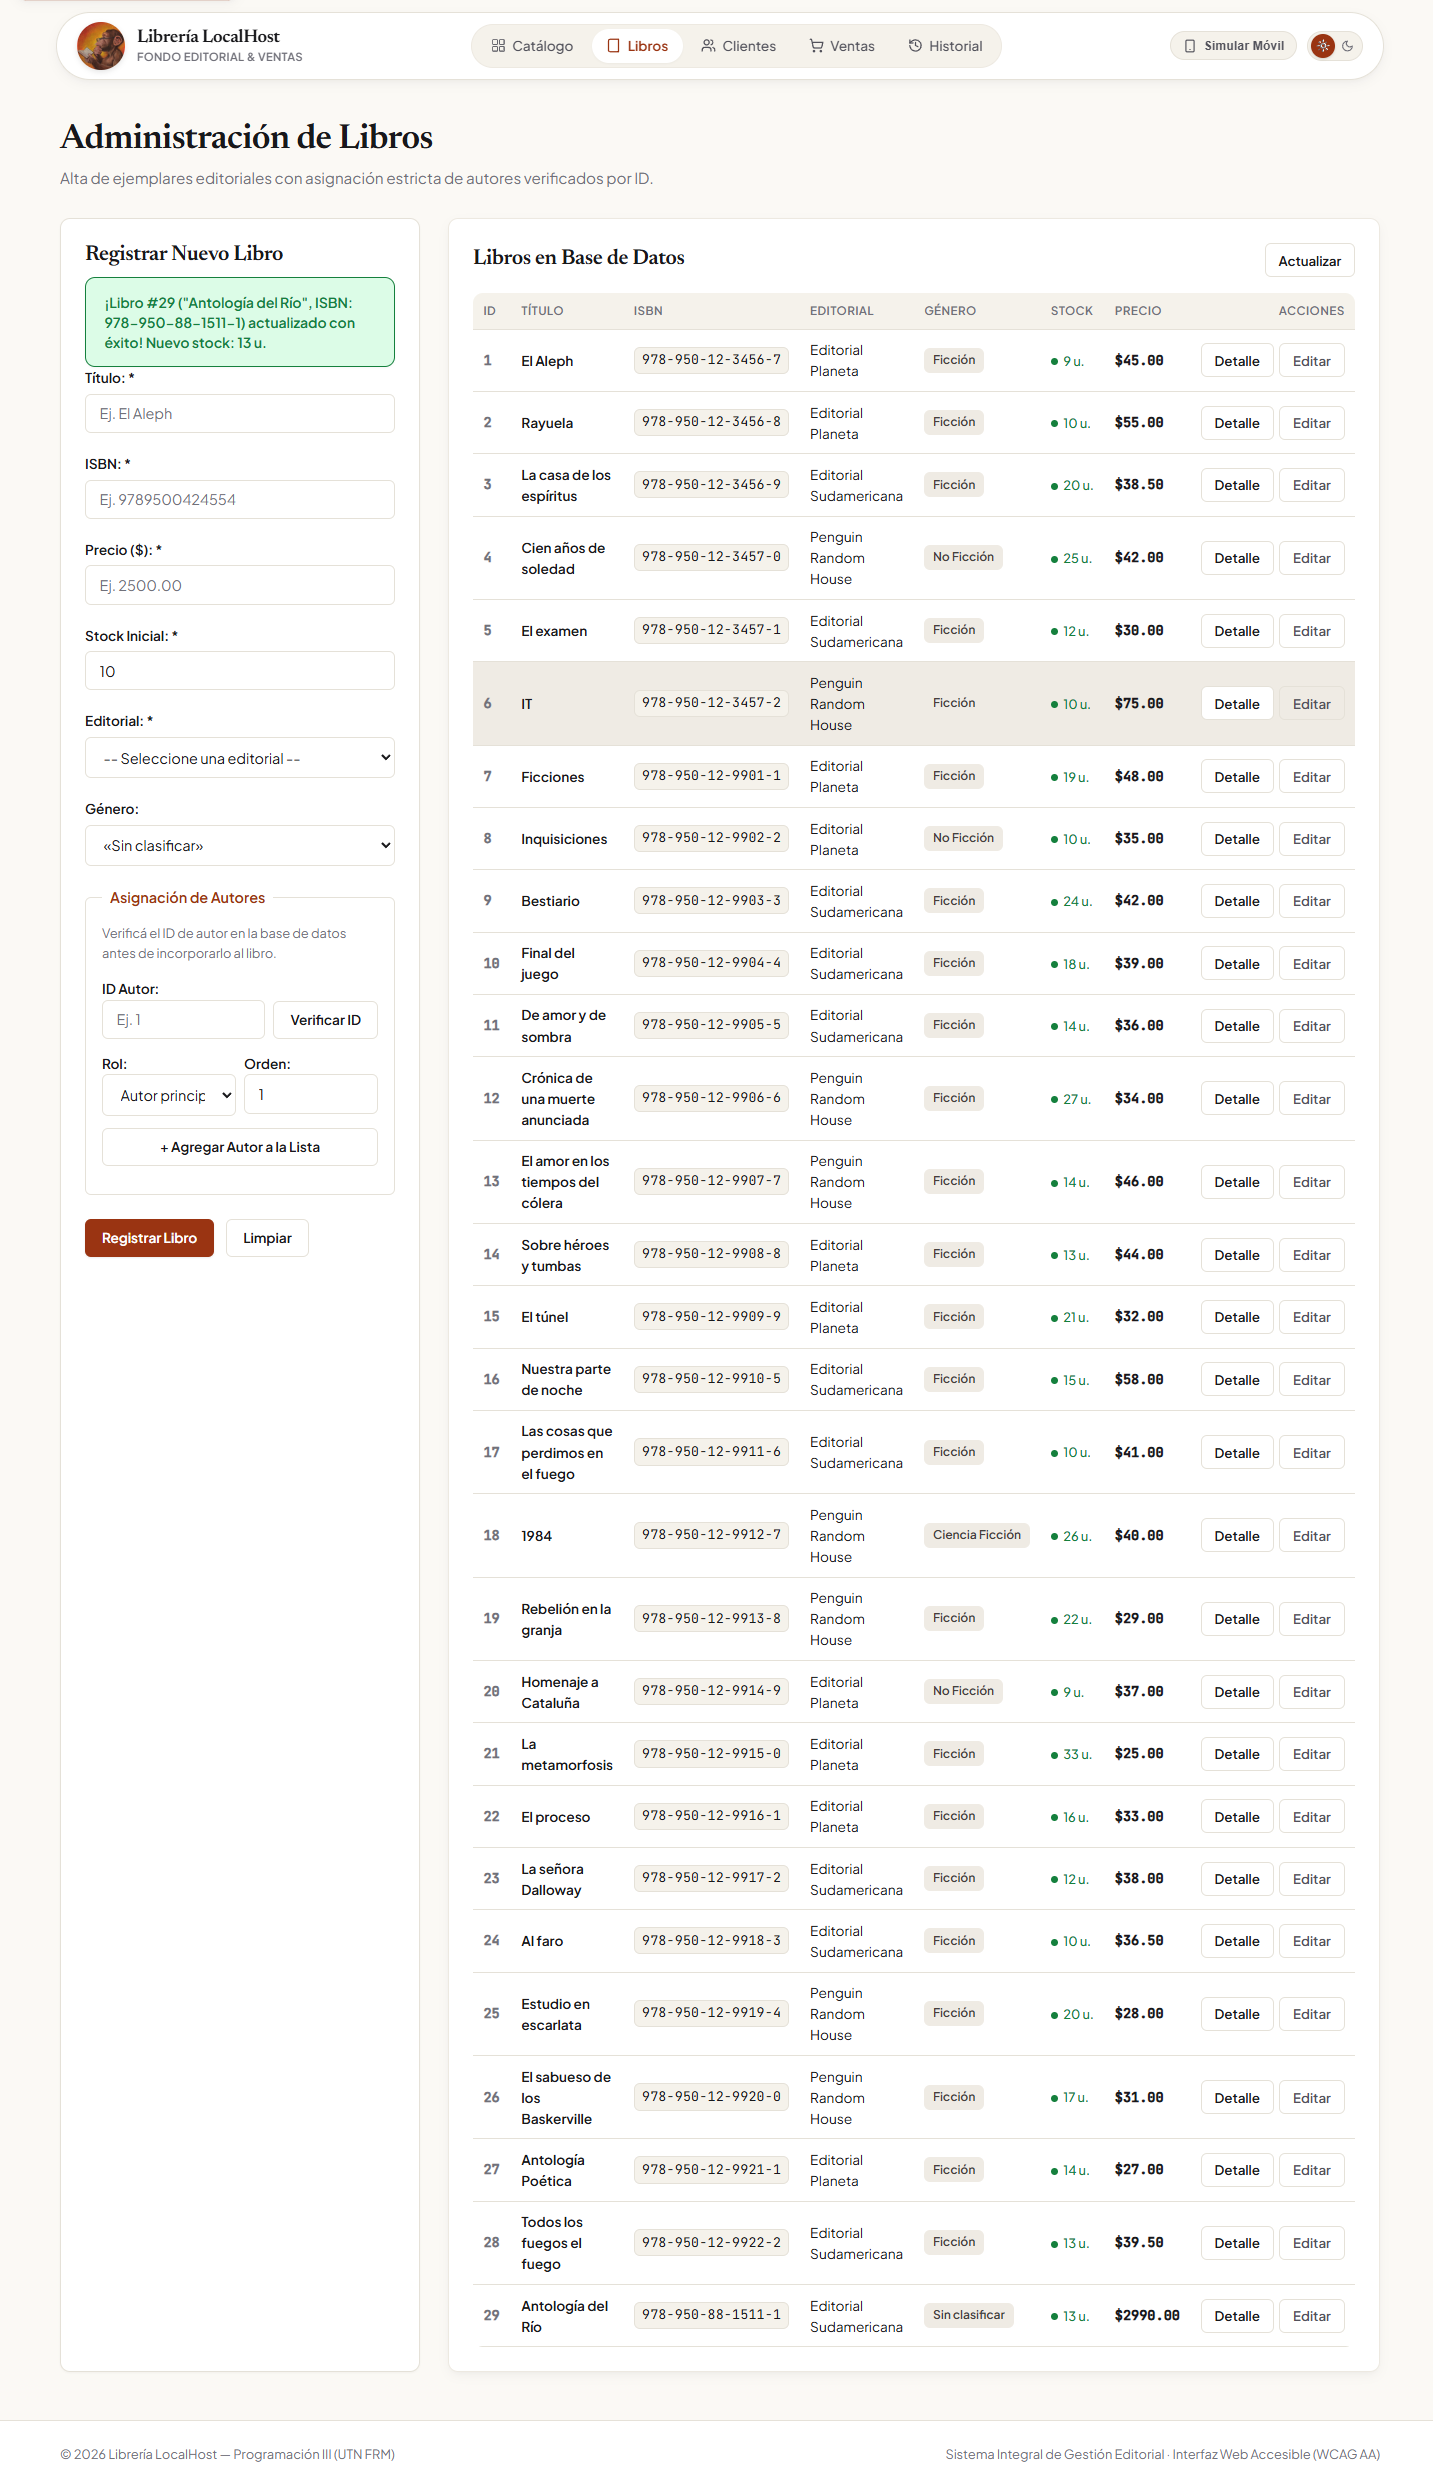 Librería LocalHost
FONDO EDITORIAL & VENTAS
Catálogo
Libros
Clientes
Ventas
Historial
Simular Móvil
Administración de Libros
Alta de ejemplares editoriales con asignación estricta de autores verificados por ID.
Registrar Nuevo Libro
¡Libro #29 ("Antología del Río", ISBN:
978-950-88-1511-1) actualizado con
éxito! Nuevo stock: 13 u.
Título: *
Ej. El Aleph
ISBN: *
Ej. 9789500424554
Precio ($): *
Ej. 2500.00
Stock Inicial: *
10
Editorial: *
-- Seleccione una editorial --
Género:
«Sin clasificar»
Asignación de Autores
Verificá el ID de autor en la base de datos
antes de incorporarlo al libro.
ID Autor:
Ej. 1
Verificar ID
Rol:
Orden:
Autor princip
1
+ Agregar Autor a la Lista
Registrar Libro
Limpiar
Libros en Base de Datos
Actualizar
ID TÍTULO ISBN EDITORIAL GÉNERO STOCK PRECIO ACCIONES
1 El Aleph 978-950-12-3456-7 Editorial Planeta Ficción 9 u. $45.00 Detalle Editar
2 Rayuela 978-950-12-3456-8 Editorial Planeta Ficción 10 u. $55.00 Detalle Editar
3 La casa de los espíritus 978-950-12-3456-9 Editorial Sudamericana Ficción 20 u. $38.50 Detalle Editar
4 Cien años de soledad 978-950-12-3457-0 Penguin Random House No Ficción 25 u. $42.00 Detalle Editar
5 El examen 978-950-12-3457-1 Editorial Sudamericana Ficción 12 u. $30.00 Detalle Editar
6 IT 978-950-12-3457-2 Penguin Random House Ficción 10 u. $75.00 Detalle Editar
7 Ficciones 978-950-12-9901-1 Editorial Planeta Ficción 19 u. $48.00 Detalle Editar
8 Inquisiciones 978-950-12-9902-2 Editorial Planeta No Ficción 10 u. $35.00 Detalle Editar
9 Bestiario 978-950-12-9903-3 Editorial Sudamericana Ficción 24 u. $42.00 Detalle Editar
10 Final del juego 978-950-12-9904-4 Editorial Sudamericana Ficción 18 u. $39.00 Detalle Editar
11 De amor y de sombra 978-950-12-9905-5 Editorial Sudamericana Ficción 14 u. $36.00 Detalle Editar
12 Crónica de una muerte anunciada 978-950-12-9906-6 Penguin Random House Ficción 27 u. $34.00 Detalle Editar
13 El amor en los tiempos del cólera 978-950-12-9907-7 Penguin Random House Ficción 14 u. $46.00 Detalle Editar
14 Sobre héroes y tumbas 978-950-12-9908-8 Editorial Planeta Ficción 13 u. $44.00 Detalle Editar
15 El túnel 978-950-12-9909-9 Editorial Planeta Ficción 21 u. $32.00 Detalle Editar
16 Nuestra parte de noche 978-950-12-9910-5 Editorial Sudamericana Ficción 15 u. $58.00 Detalle Editar
17 Las cosas que perdimos en el fuego 978-950-12-9911-6 Editorial Sudamericana Ficción 10 u. $41.00 Detalle Editar
18 1984 978-950-12-9912-7 Penguin Random House Ciencia Ficción 26 u. $40.00 Detalle Editar
19 Rebelión en la granja 978-950-12-9913-8 Penguin Random House Ficción 22 u. $29.00 Detalle Editar
20 Homenaje a Cataluña 978-950-12-9914-9 Editorial Planeta No Ficción 9 u. $37.00 Detalle Editar
21 La metamorfosis 978-950-12-9915-0 Editorial Planeta Ficción 33 u. $25.00 Detalle Editar
22 El proceso 978-950-12-9916-1 Editorial Planeta Ficción 16 u. $33.00 Detalle Editar
23 La señora Dalloway 978-950-12-9917-2 Editorial Sudamericana Ficción 12 u. $38.00 Detalle Editar
24 Al faro 978-950-12-9918-3 Editorial Sudamericana Ficción 10 u. $36.50 Detalle Editar
25 Estudio en escarlata 978-950-12-9919-4 Penguin Random House Ficción 20 u. $28.00 Detalle Editar
26 El sabueso de los Baskerville 978-950-12-9920-0 Penguin Random House Ficción 17 u. $31.00 Detalle Editar
27 Antología Poética 978-950-12-9921-1 Editorial Planeta Ficción 14 u. $27.00 Detalle Editar
28 Todos los fuegos el fuego 978-950-12-9922-2 Editorial Sudamericana Ficción 13 u. $39.50 Detalle Editar
29 Antología del Río 978-950-88-1511-1 Editorial Sudamericana Sin clasificar 13 u. $2990.00 Detalle Editar
© 2026 Librería LocalHost — Programación III (UTN FRM)
Sistema Integral de Gestión Editorial · Interfaz Web Accesible (WCAG AA)